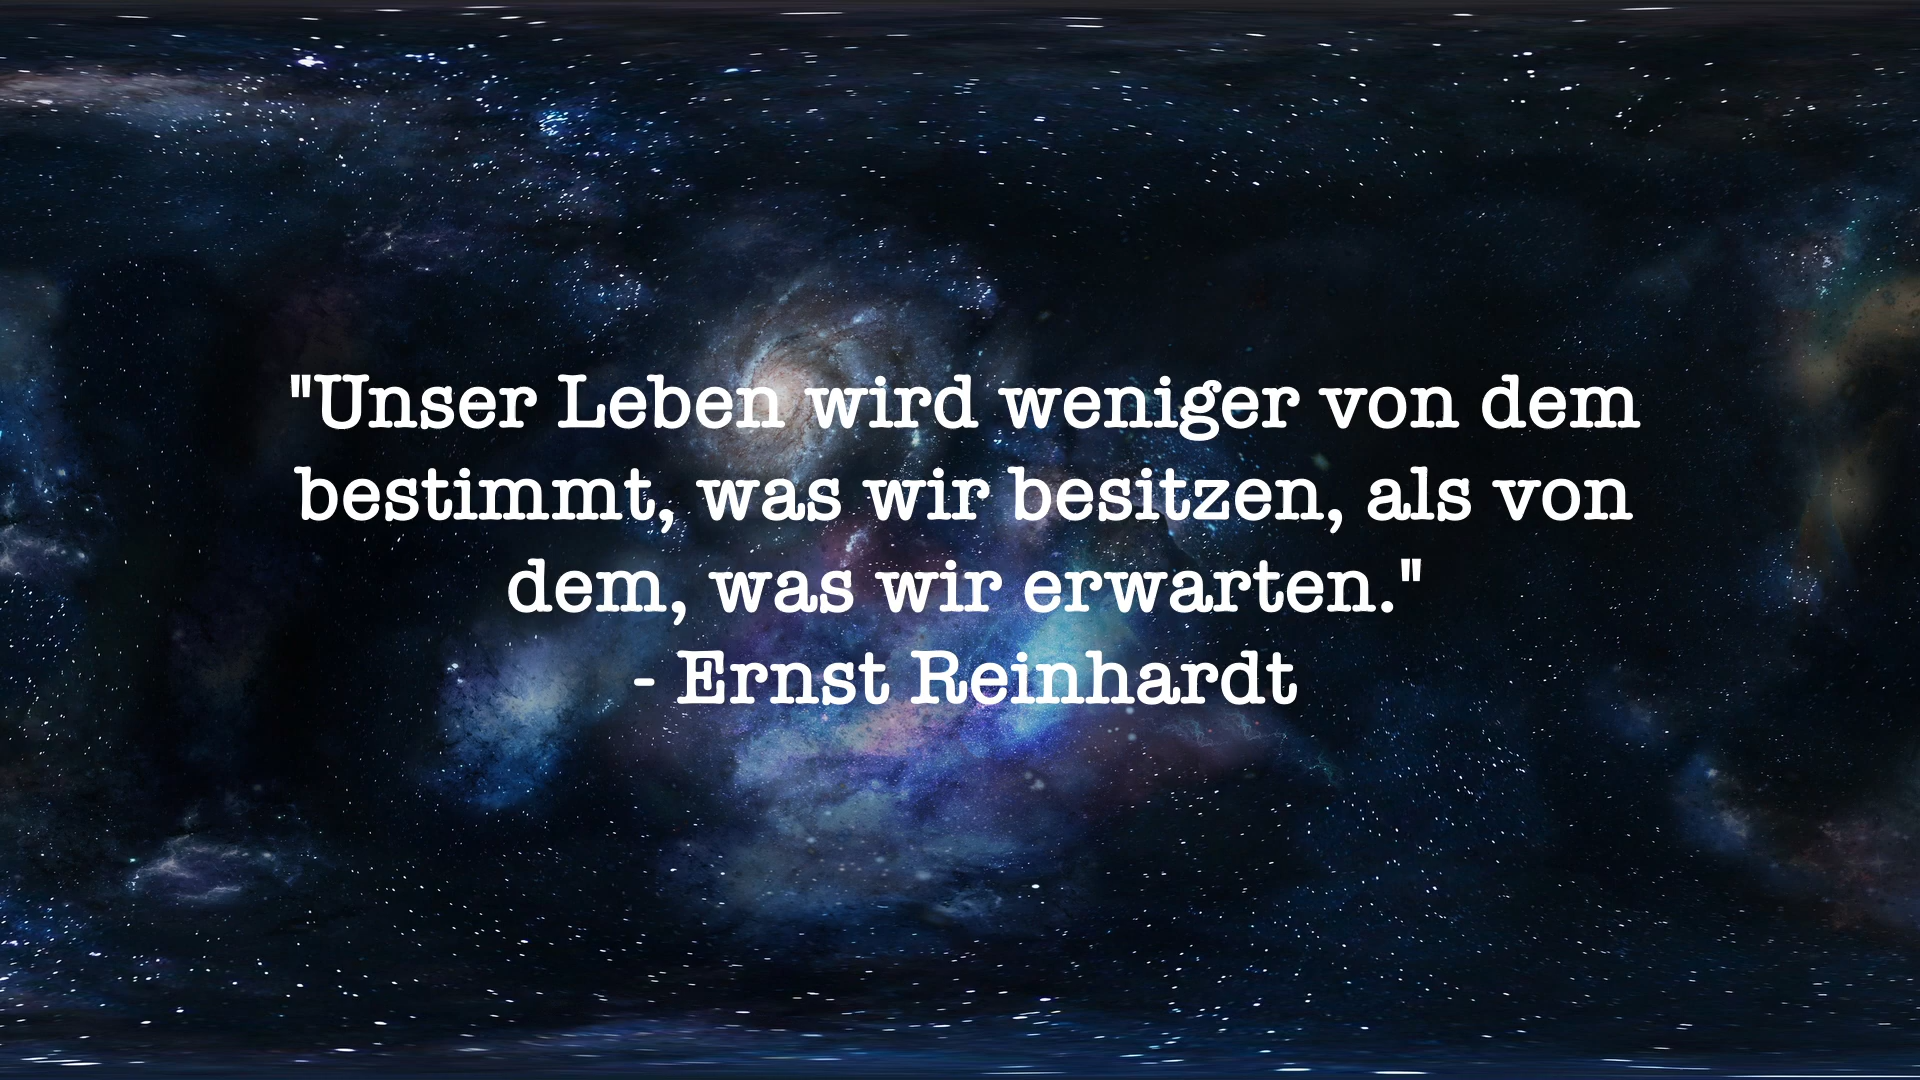 "Unser Leben wird weniger von dem
bestimmt, was wir besitzen, als von
dem, was wir erwarten."
- Ernst Reinhardt